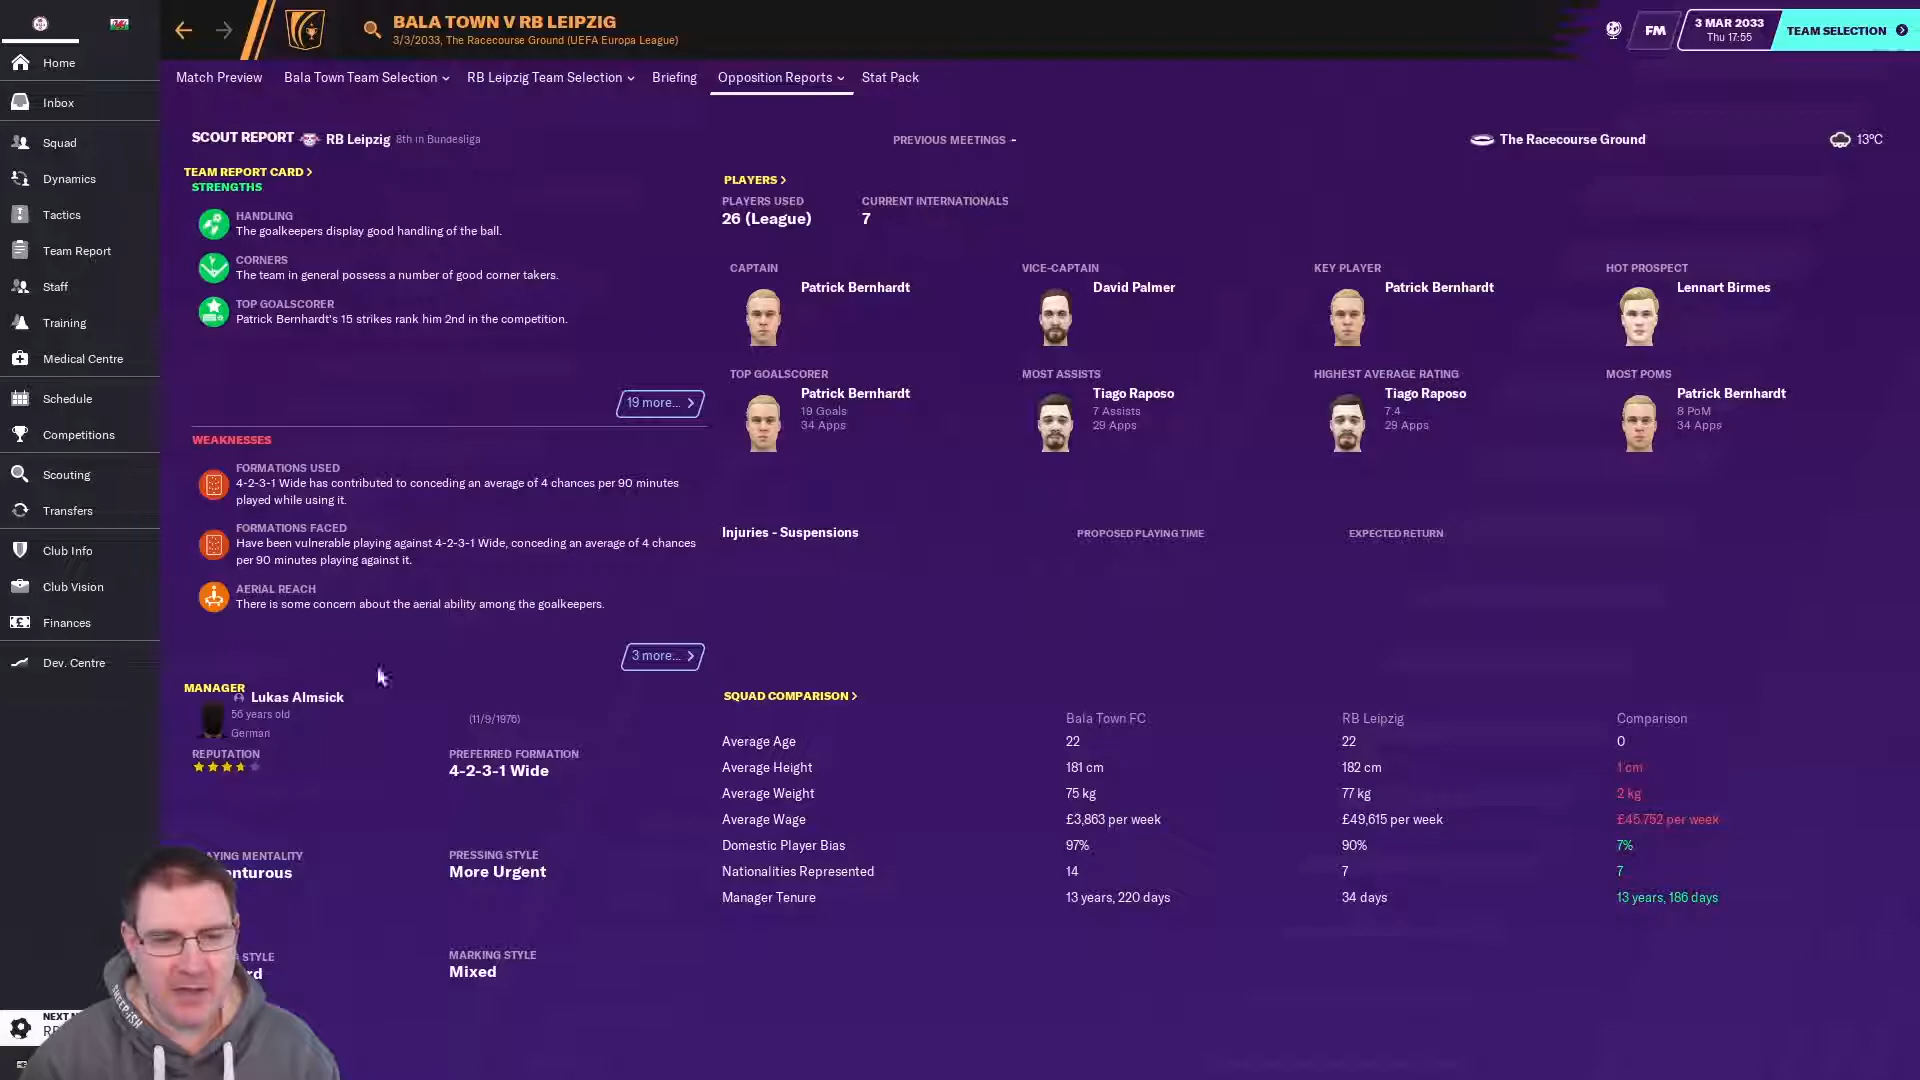 BALA TOWN V RB LEIPZIG
3/3/2033, The Racecourse Ground (UEFA Europa League)
FM
3 MAR 2033
Thu 17:55
TEAM SELECTION
Home
Inbox
Squad
Dynamics
Tactics
Team Report
Staff
Training
Medical Centre
Schedule
Competitions
Scouting
Transfers
Club Info
Club Vision
Finances
Dev. Centre
Match Preview
Bala Town Team Selection
RB Leipzig Team Selection
Briefing
Opposition Reports
Stat Pack
SCOUT REPORT RB Leipzig 8th in Bundesliga
PREVIOUS MEETINGS -
The Racecourse Ground
13ºC
TEAM REPORT CARD >
STRENGTHS
HANDLING
The goalkeepers display good handling of the ball.
CORNERS
The team in general possess a number of good corner takers.
TOP GOALSCORER
Patrick Bernhardt's 15 strikes rank him 2nd in the competition.
19 more... >
WEAKNESSES
FORMATIONS USED
4-2-3-1 Wide has contributed to conceding an average of 4 chances per 90 minutes
played while using it.
FORMATIONS FACED
Have been vulnerable playing against 4-2-3-1 Wide, conceding an average of 4 chances
per 90 minutes playing against it.
AERIAL REACH
There is some concern about the aerial ability among the goalkeepers.
3 more... >
MANAGER
Lukas Almsick
56 years old
(11/9/1976)
German
REPUTATION
PREFERRED FORMATION
4-2-3-1 Wide
AYING MENTALITY
enturous
PRESSING STYLE
More Urgent
STYLE
rd
MARKING STYLE
Mixed
PLAYERS >
PLAYERS USED
26 (League)
CURRENT INTERNATIONALS
7
CAPTAIN
Patrick Bernhardt
VICE-CAPTAIN
David Palmer
KEY PLAYER
Patrick Bernhardt
HOT PROSPECT
Lennart Birmes
TOP GOALSCORER
Patrick Bernhardt
19 Goals
34 Apps
MOST ASSISTS
Tiago Raposo
7 Assists
29 Apps
HIGHEST AVERAGE RATING
Tiago Raposo
7.4
29 Apps
MOST POMS
Patrick Bernhardt
8 PoM
34 Apps
Injuries - Suspensions
PROPOSED PLAYING TIME
EXPECTED RETURN
SQUAD COMPARISON >
Bala Town FC RB Leipzig Comparison
Average Age 22 22 0
Average Height 181 cm 182 cm 1 cm
Average Weight 75 kg 77 kg 2 kg
Average Wage £3,863 per week £49,615 per week £45,752 per week
Domestic Player Bias 97% 90% 7%
Nationalities Represented 14 7 7
Manager Tenure 13 years, 220 days 34 days 13 years, 186 days
NEXT
SHEEP-ISH